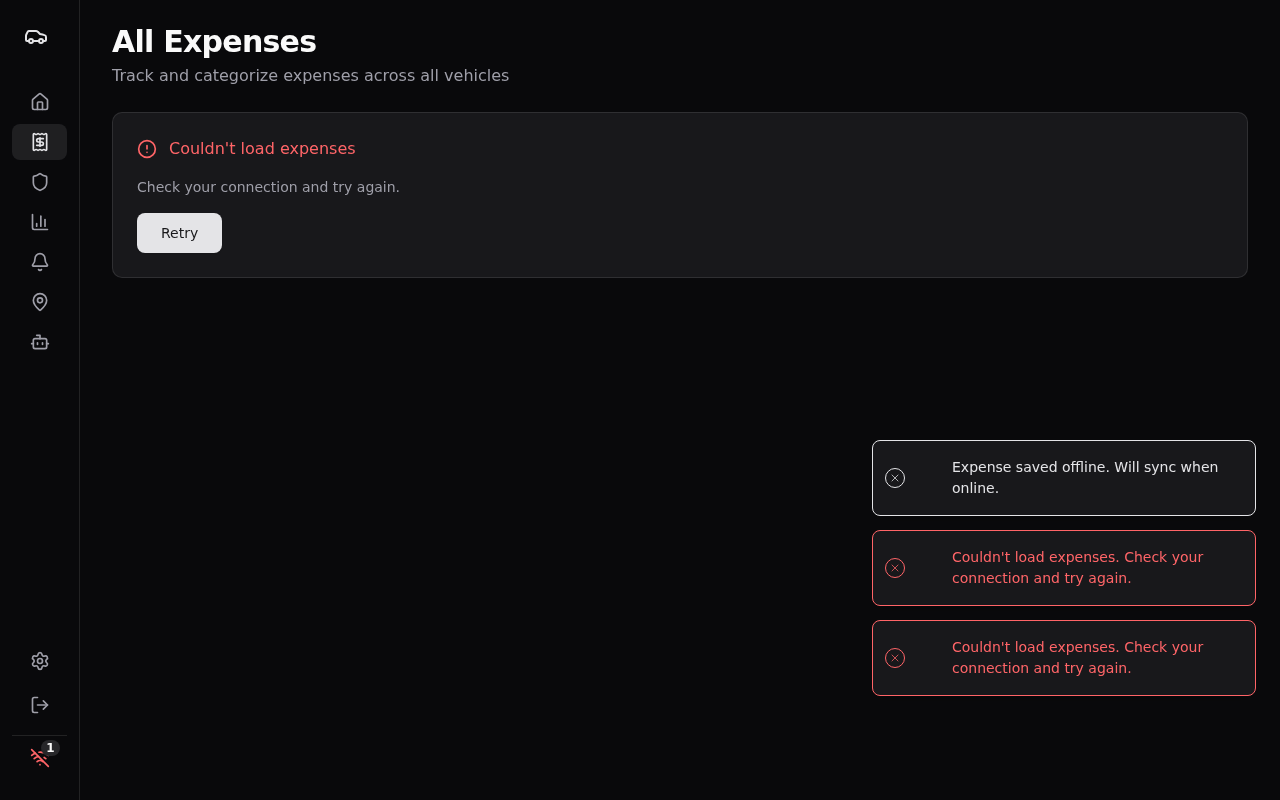 All Expenses
Track and categorize expenses across all vehicles
Couldn't load expenses
Check your connection and try again.
Retry
Expense saved offline. Will sync when
online.
Couldn't load expenses. Check your
connection and try again.
Couldn't load expenses. Check your
connection and try again.
1